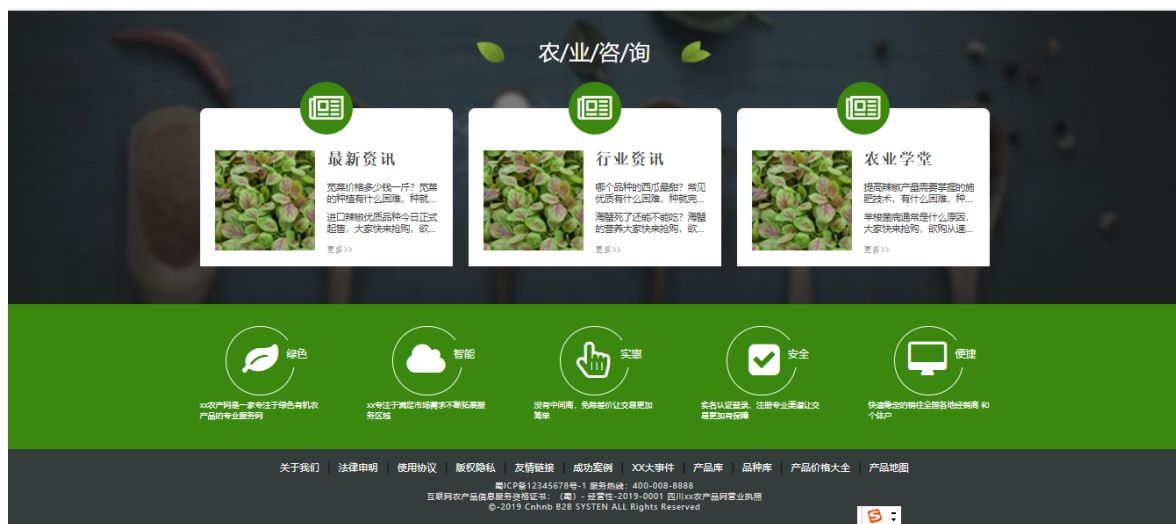 农/业/咨/询
最新资讯
苋菜价格多少钱一斤？苋菜
的种植有什么困难，种就...
进口辣椒优质品种今日正式
起售，大家快来抢购，欲...
更多>>
行业资讯
哪个品种的西瓜最甜？常见
优质有什么困难，种就完...
海蟹死了还能不能吃？海蟹
的营养大家快来抢购，欲...
更多>>
农业学堂
提高辣椒产量需要掌握的施
肥技术，有什么困难，种...
羊梭菌病通常是什么原因，
大家快来抢购，欲购从速...
更多>>
绿色
xx农产网是一家专注于绿色有机农
产品的专业服务网
智能
xx专注于满足市场需求不断拓展服
务区域
实惠
没有中间商，免除差价让交易更加
简单
安全
实名认证登录、注册专业渠道让交
易更加有保障
便捷
快速稳定的销往全国各地经销商 和
个体户
关于我们 | 法律申明 | 使用协议 | 版权隐私 | 友情链接 | 成功案例 | XX大事件 | 产品库 | 品种库 | 产品价格大全 | 产品地图
蜀ICP备12345678号-1 服务热线：400-008-8888
互联网农产品信息服务资格证书：（蜀）- 经营性-2019-0001 四川xx农产品网营业执照
©-2019 Cnhnb B2B SYSTEN ALL Rights Reserved